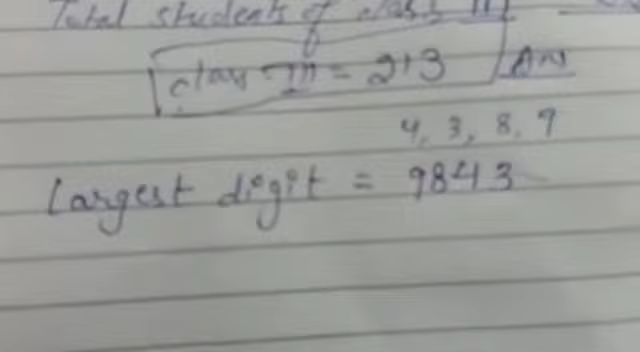 Total students of class III
class III = 213 Ans
4, 3, 8, 9
Largest digit = 9843